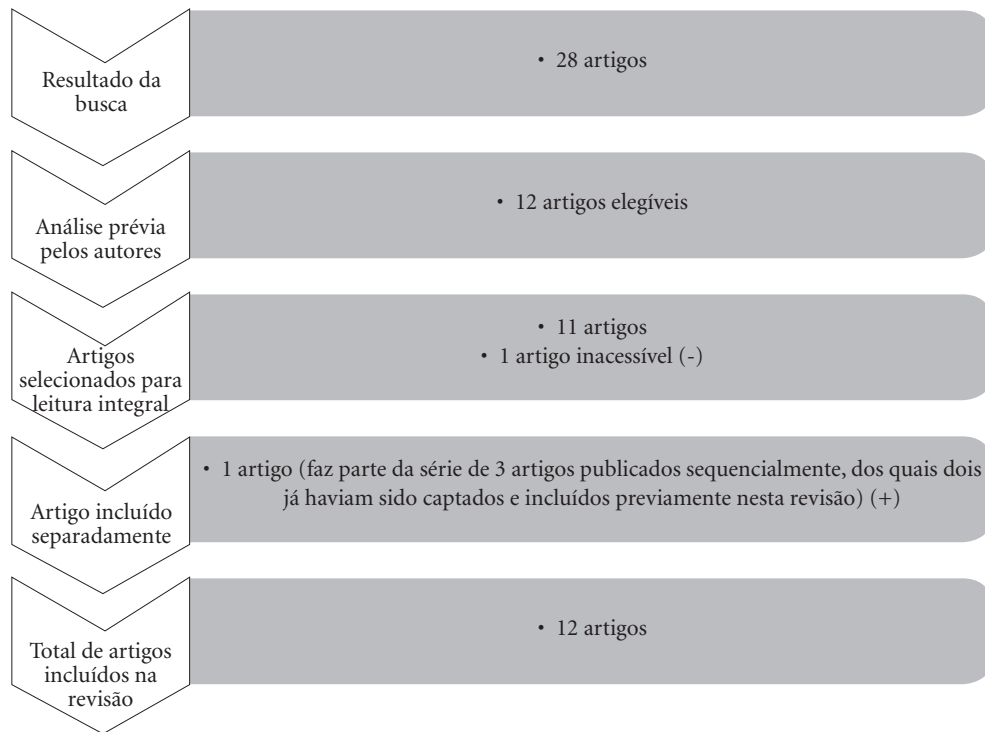 Resultado da
busca
• 28 artigos
Análise prévia
pelos autores
• 12 artigos elegíveis
Artigos
selecionados para
leitura integral
• 11 artigos
• 1 artigo inacessível (-)
Artigo incluído
separadamente
• 1 artigo (faz parte da série de 3 artigos publicados sequencialmente, dos quais dois
já haviam sido captados e incluídos previamente nesta revisão) (+)
Total de artigos
incluídos na
revisão
• 12 artigos